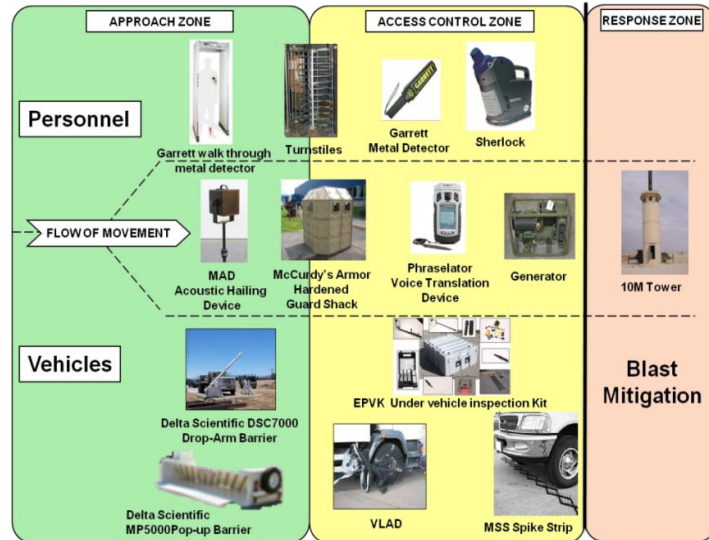 APPROACH ZONE
ACCESS CONTROL ZONE
RESPONSE ZONE
Personnel
Garrett walk through
metal detector
Turnstiles
GARRETT
Garrett
Metal Detector
Sherlock
FLOW OF MOVEMENT
MAD
Acoustic Hailing
Device
McCurdy's Armor
Hardened
Guard Shack
Phraselator
Voice Translation
Device
Generator
10M Tower
Vehicles
Delta Scientific DSC7000
Drop-Arm Barrier
EPVK Under vehicle inspection Kit
Blast
Mitigation
Delta Scientific
MP5000Pop-up Barrier
VLAD
MSS Spike Strip